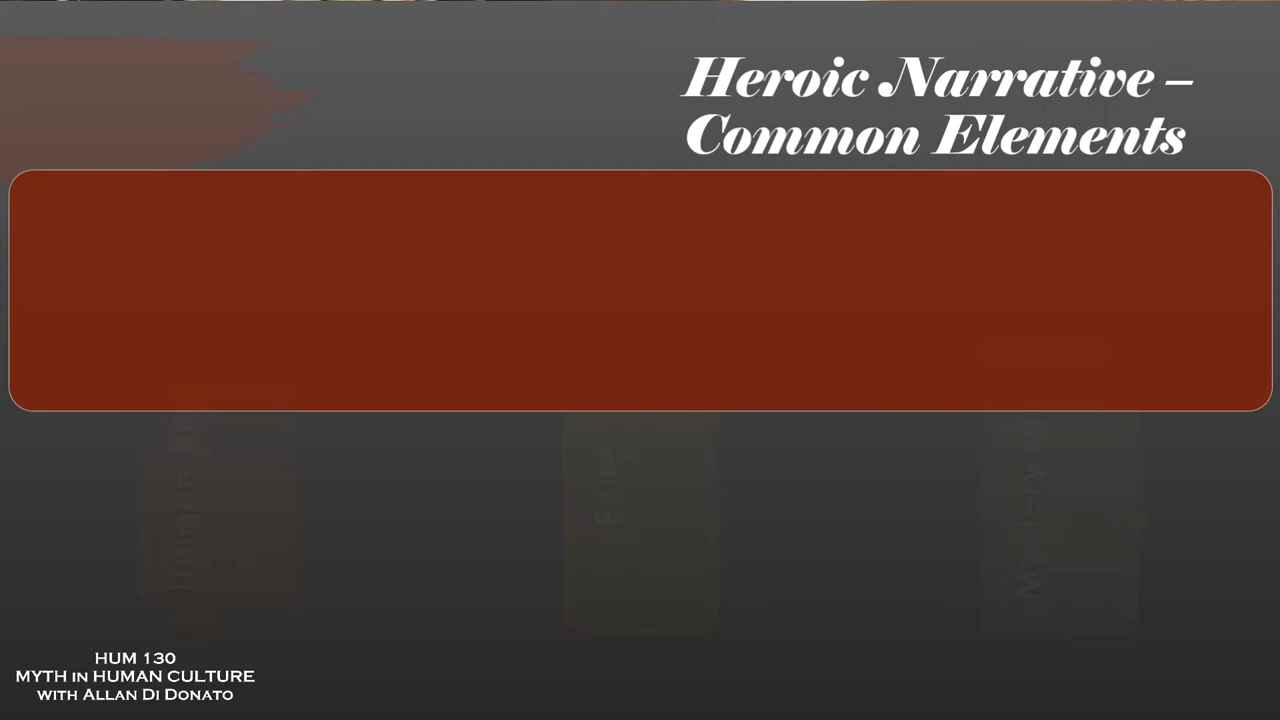 Heroic Narrative –
Common Elements
HUM 130
MYTH in HUMAN CULTURE
WITH ALLAN DI DONATO